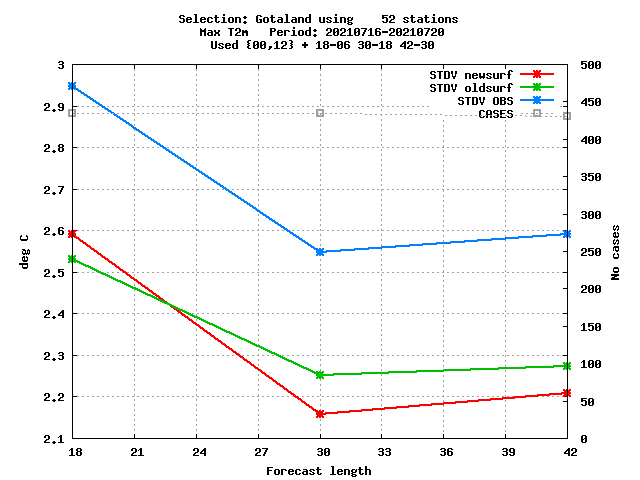 Selection: Gotaland using    52 stations
Max T2m   Period: 20210716-20210720
Used {00,12} + 18-06 30-18 42-30
STDV newsurf
STDV oldsurf
STDV OBS
CASES
3
2.9
2.8
2.7
2.6
2.5
2.4
2.3
2.2
2.1
deg C
500
450
400
350
300
250
200
150
100
50
0
No cases
18 21 24 27 30 33 36 39 42
Forecast length